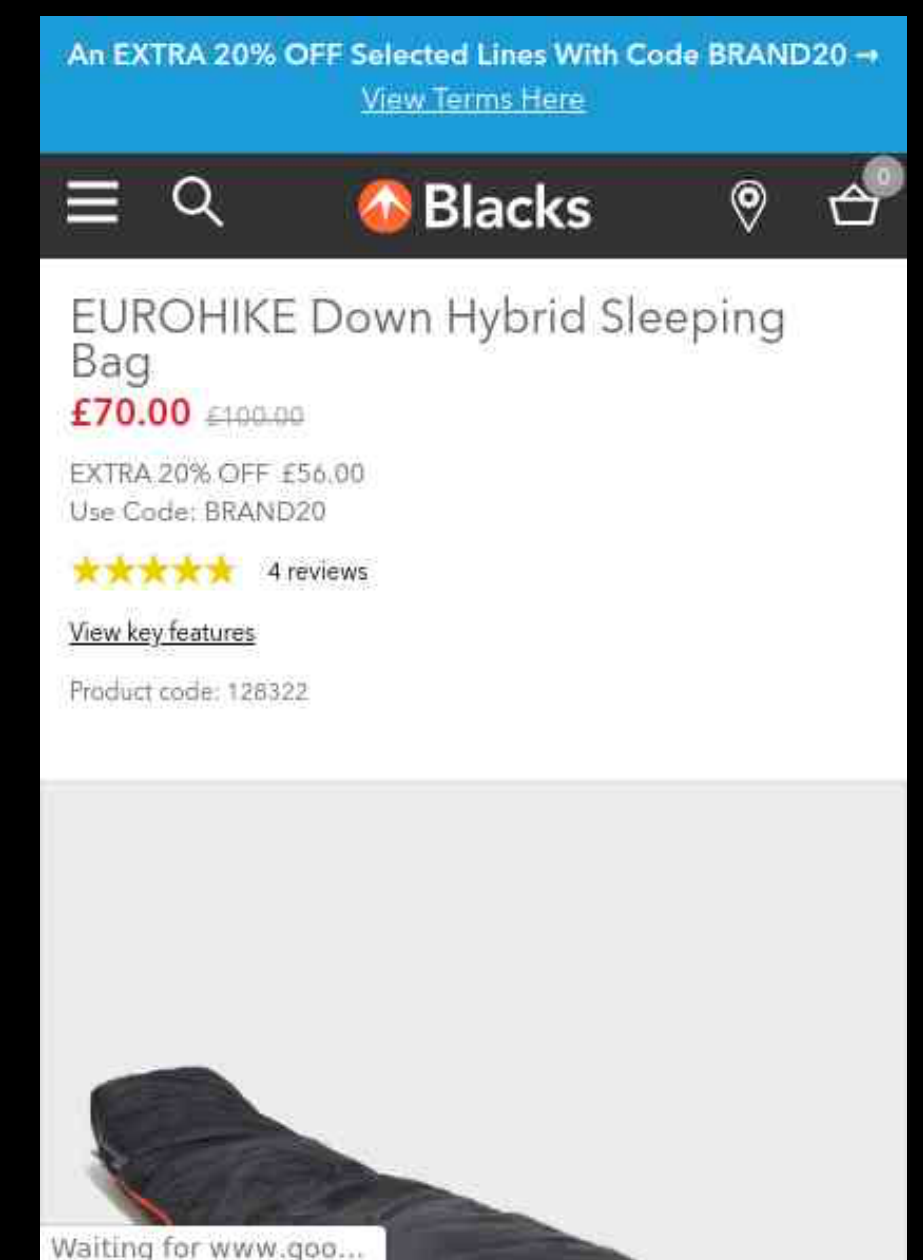 An EXTRA 20% OFF Selected Lines With Code BRAND20 →
View Terms Here
0
Blacks
EUROHIKE Down Hybrid Sleeping
Bag
£70.00 £100.00
EXTRA 20% OFF £56.00
Use Code: BRAND20
4 reviews
View key features
Product code: 128322
Waiting for www.goo...